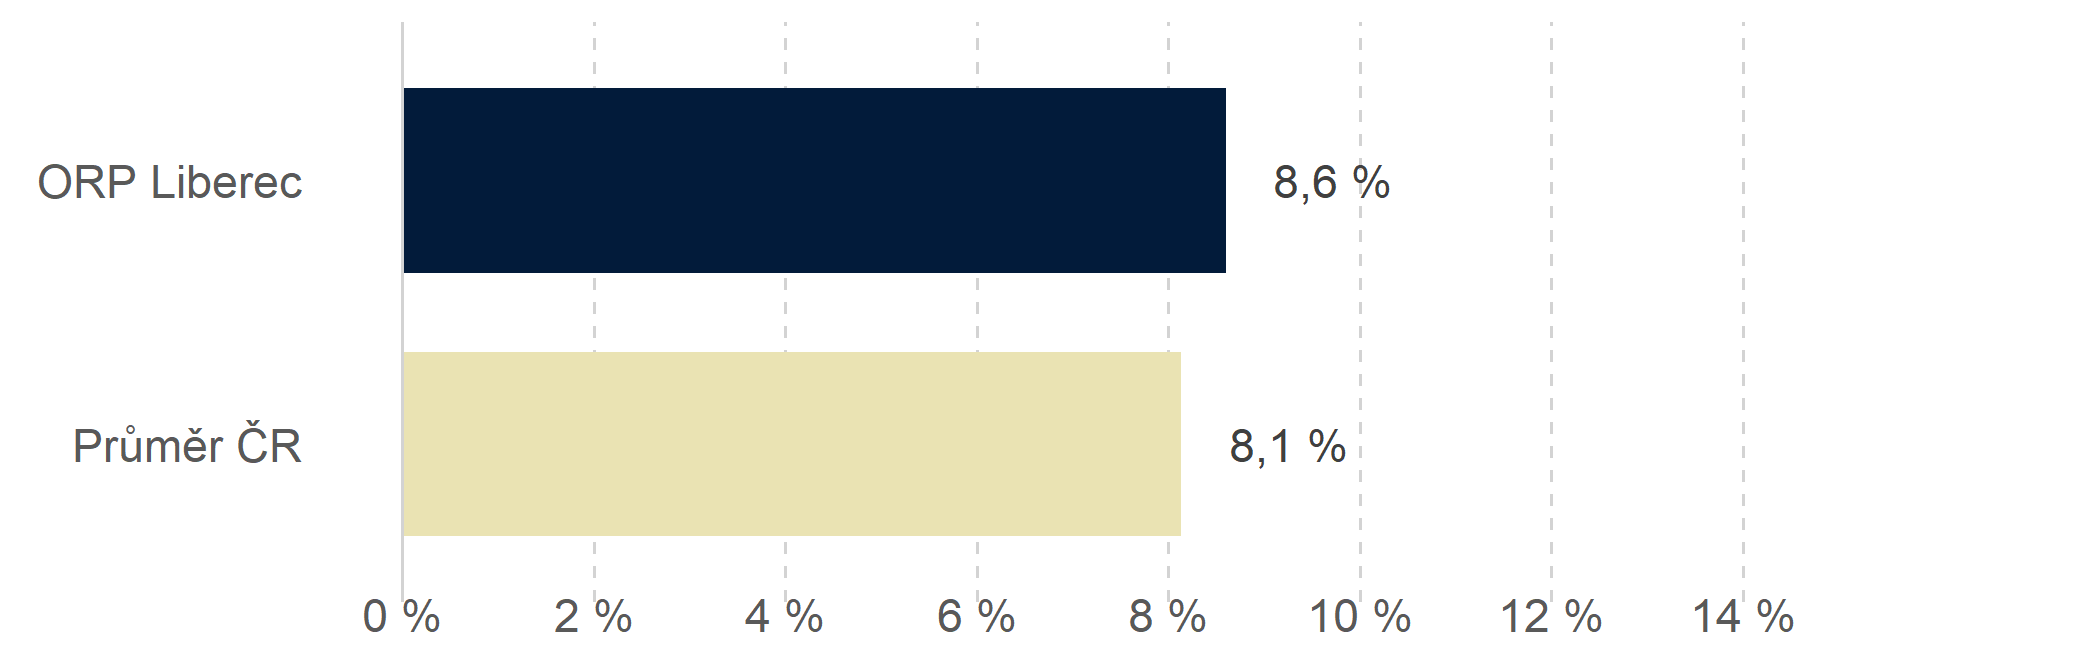 ORP Liberec
8,6 %
Průměr ČR
8,1 %
0 % 2 % 4 % 6 % 8 % 10 % 12 % 14 %